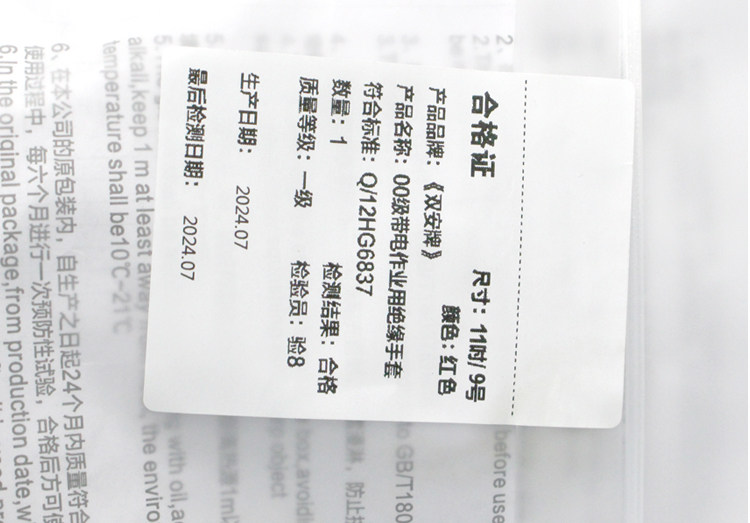 合格证 尺寸：11吋/9号
产品品牌：《双安牌》 颜色：红色
产品名称：00级带电作业用绝缘手套
符合标准：Q/12HG6837
数量：1 检测结果：合格
质量等级：一级 检验员：验8
生产日期： 2024.07
最后检测日期： 2024.07
before use
to GB/T180
box,avoid
object
with oil,a
the enviro
alkali,keep 1 m at least away
temperature shall be10℃~21℃
6、在本公司的原包装内，自生产之日起24个月内质量符合
使用过程中，每六个月进行一次预防性试验，合格后方可使
6.In the original package,from production date,w